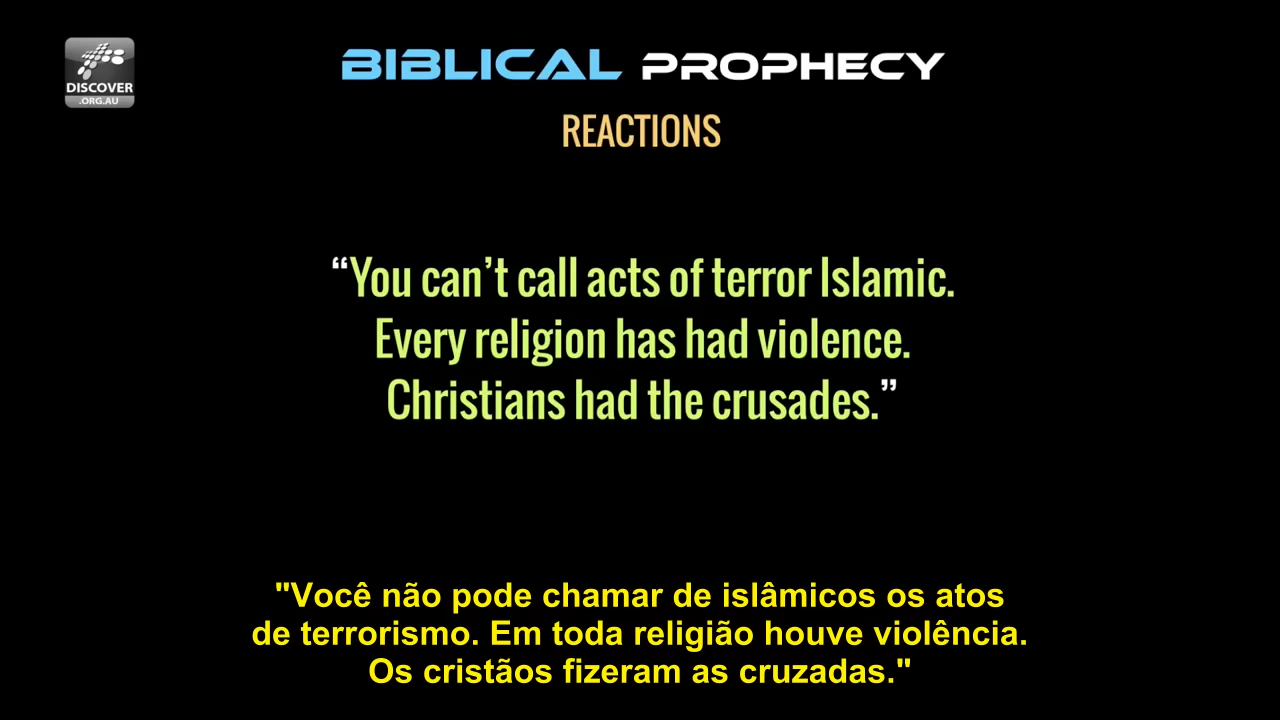 DISCOVER
.ORG.AU
BIBLICAL PROPHECY
REACTIONS
“You can’t call acts of terror Islamic.
Every religion has had violence.
Christians had the crusades.”
"Você não pode chamar de islâmicos os atos
de terrorismo. Em toda religião houve violência.
Os cristãos fizeram as cruzadas."